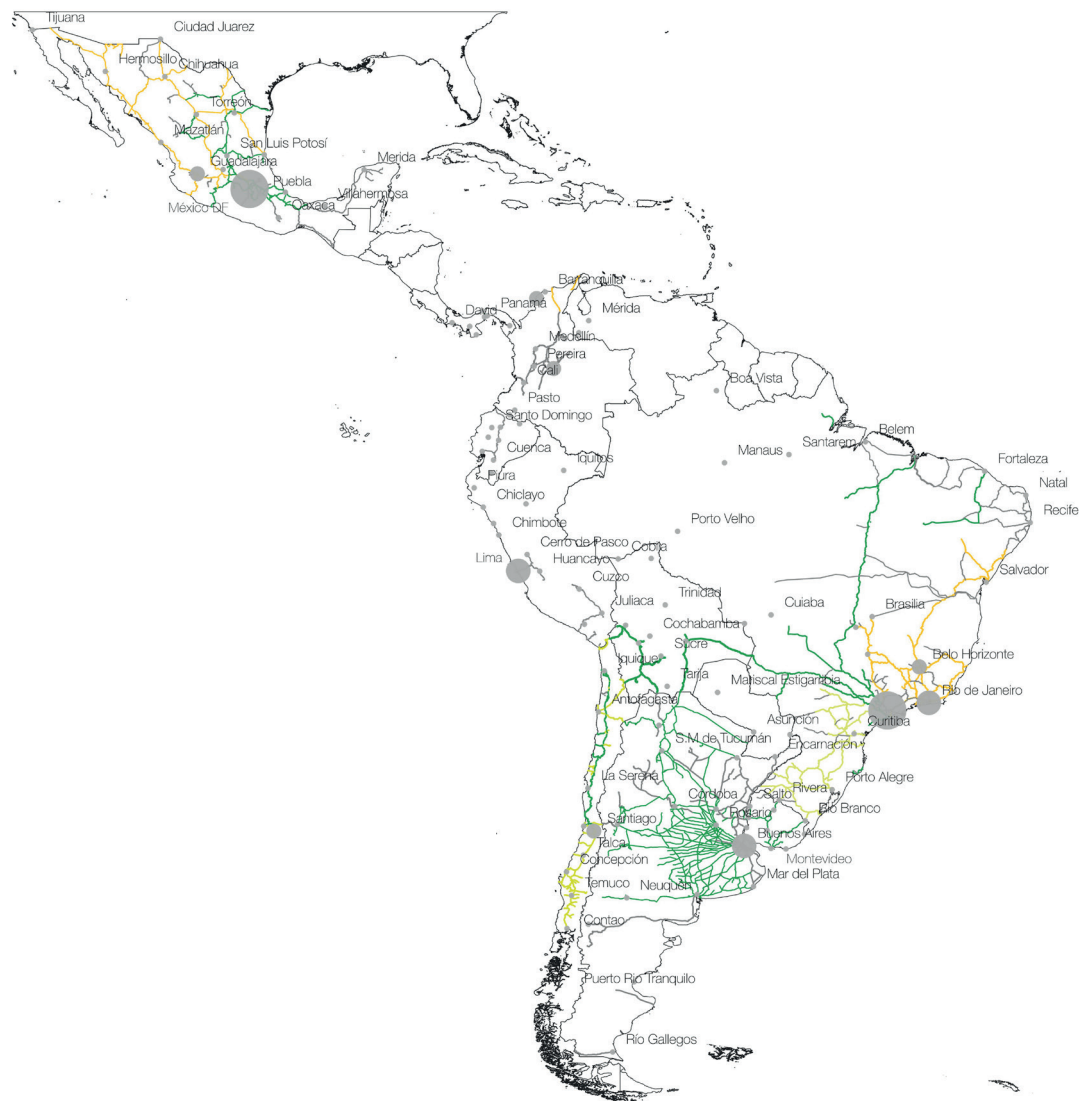 Tijuana
Ciudad Juarez
Hermosillo
Chihuahua
Torreón
Mazatlán
San Luis Potosí
Merida
Guadalajara
Puebla
Villahermosa
México DF
Oaxaca
Barranquilla
David
Panamá
Mérida
Medellín
Pereira
Cali
Boa Vista
Pasto
Santo Domingo
Belem
Santarem
Cuenca
Manaus
Iquitos
Fortaleza
Piura
Natal
Chiclayo
Recife
Chimbote
Porto Velho
Cerro de Pasco
Cobija
Lima
Huancayo
Salvador
Cuzco
Trinidad
Juliaca
Cuiaba
Brasilia
Cochabamba
Sucre
Belo Horizonte
Iquique
Tarija
Mariscal Estigarribia
Rio de Janeiro
Antofagasta
Asunción
Curitiba
S.M de Tucumán
Encarnación
La Serena
Porto Alegre
Rivera
Córdoba
Salto
Rio Branco
Rosario
Santiago
Buenos Aires
Talca
Montevideo
Concepción
Mar del Plata
Temuco
Neuquén
Contao
Puerto Río Tranquilo
Río Gallegos